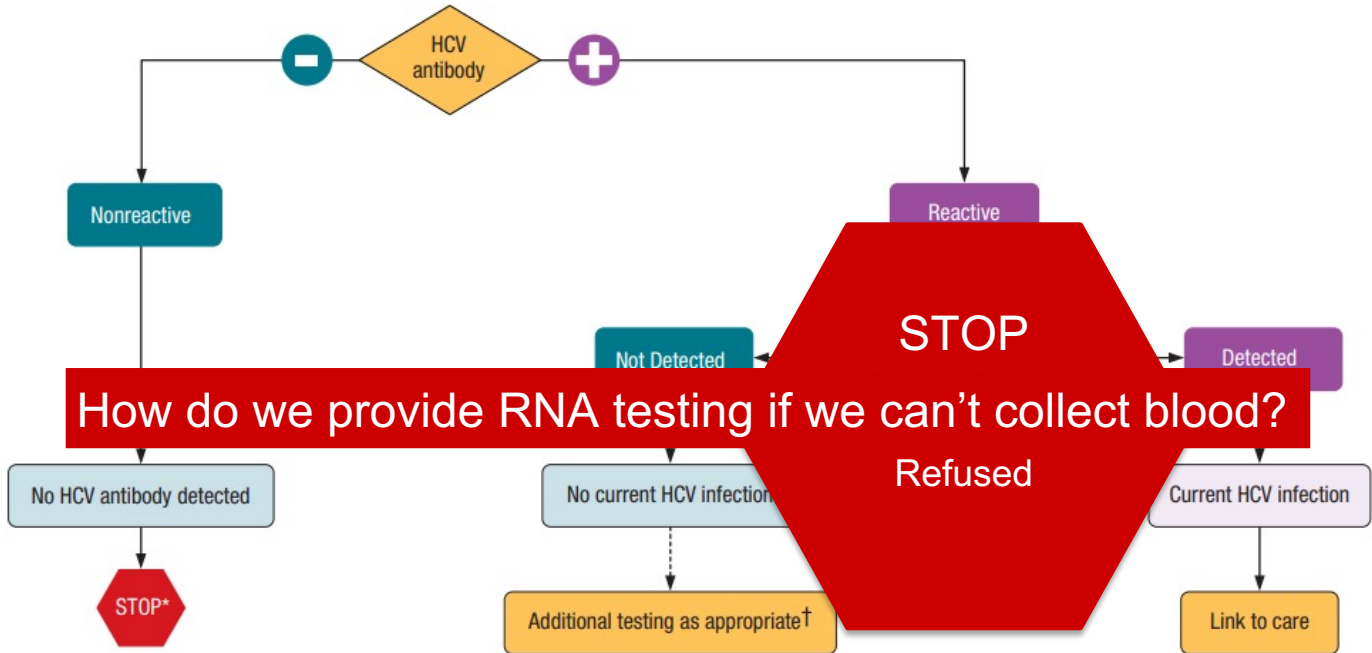 HCV
antibody
Nonreactive
Reactive
STOP
Not Detected
Detected
How do we provide RNA testing if we can’t collect blood?
Refused
No HCV antibody detected
No current HCV infection
Current HCV infection
STOP*
Additional testing as appropriate†
Link to care